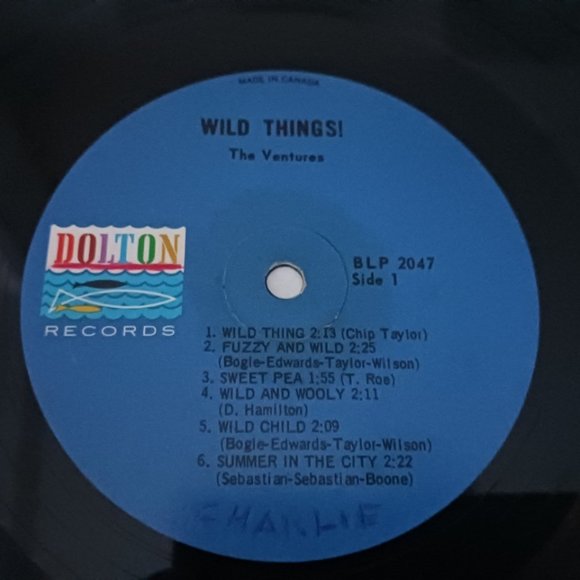 MADE IN CANADA
WILD THINGS!
The Ventures
DOLTON
RECORDS
BLP 2047
Side 1
1. WILD THING 2:13 (Chip Taylor)
2. FUZZY AND WILD 2:25
(Bogle-Edwards-Taylor-Wilson)
3. SWEET PEA 1:55 (T. Roe)
4. WILD AND WOOLY 2:11
(D. Hamilton)
5. WILD CHILD 2:09
(Bogle-Edwards-Taylor-Wilson)
6. SUMMER IN THE CITY 2:22
(Sebastian-Sebastian-Boone)
CHARLIE